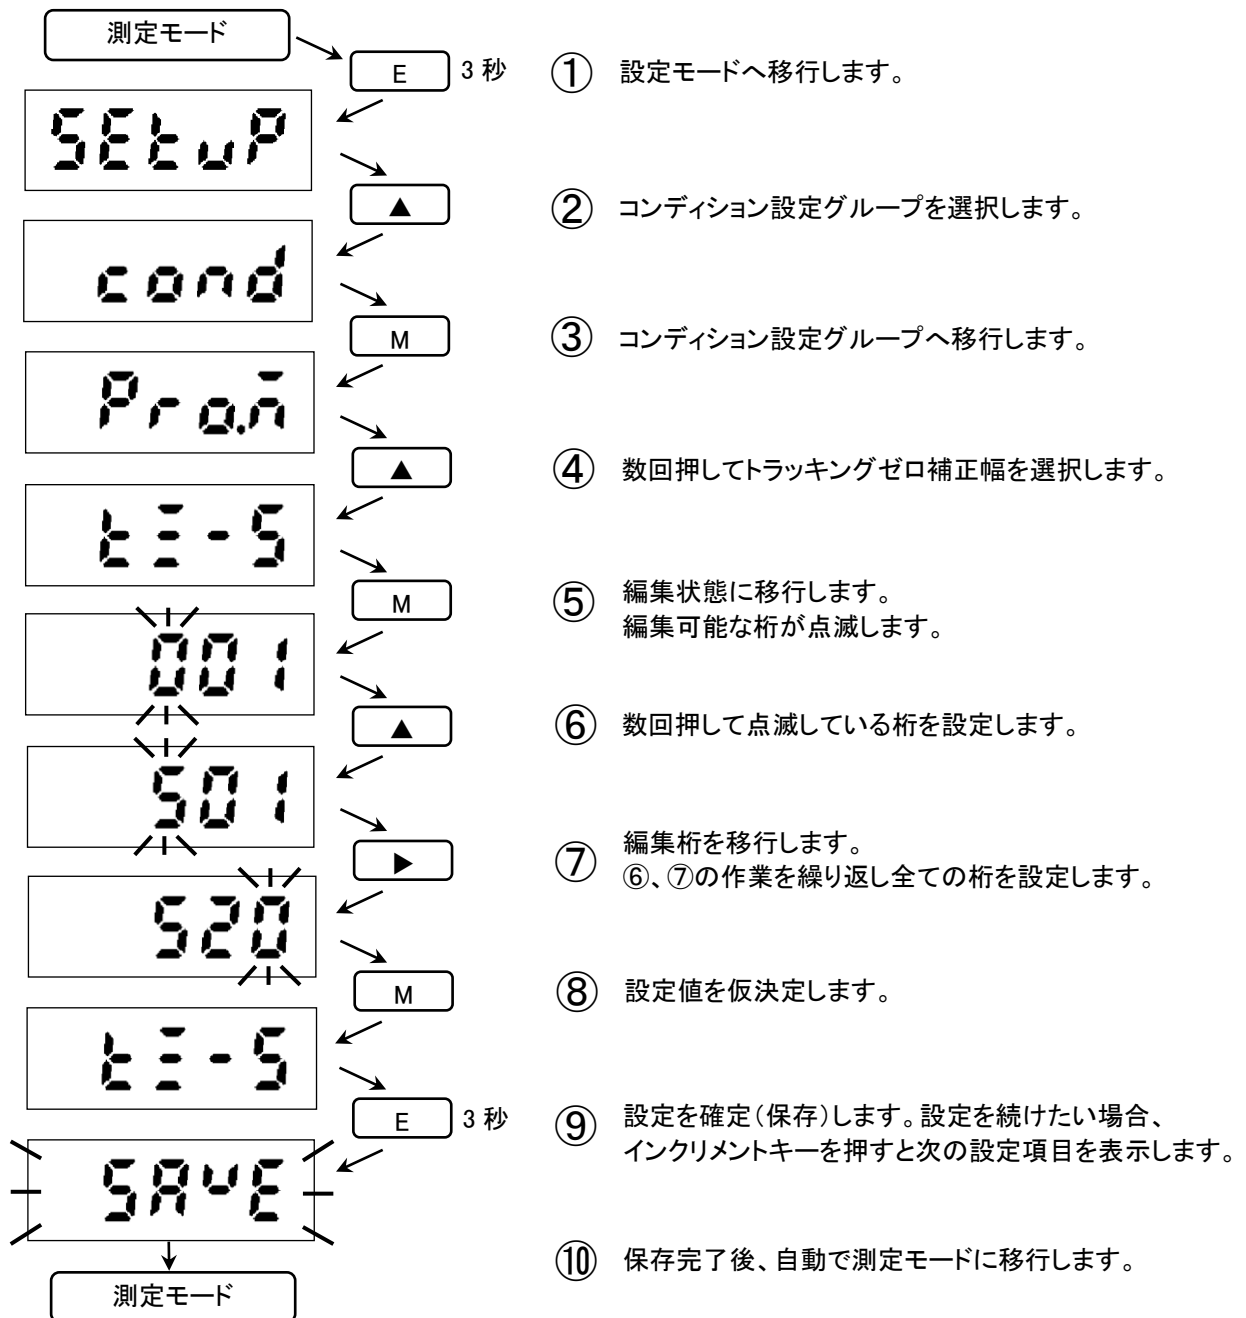 測定モード
E 3 秒 ① 設定モードへ移行します。
SEtuP
▲ ② コンディション設定グループを選択します。
cond
M ③ コンディション設定グループへ移行します。
Pro.m
▲ ④ 数回押してトラッキングゼロ補正幅を選択します。
tZ-S
M ⑤ 編集状態に移行します。
編集可能な桁が点滅します。
001
▲ ⑥ 数回押して点滅している桁を設定します。
501
▶ ⑦ 編集桁を移行します。
⑥、⑦の作業を繰り返し全ての桁を設定します。
520
M ⑧ 設定値を仮決定します。
tZ-S
E 3 秒 ⑨ 設定を確定(保存)します。設定を続けたい場合、
インクリメントキーを押すと次の設定項目を表示します。
SAvE
⑩ 保存完了後、自動で測定モードに移行します。
測定モード